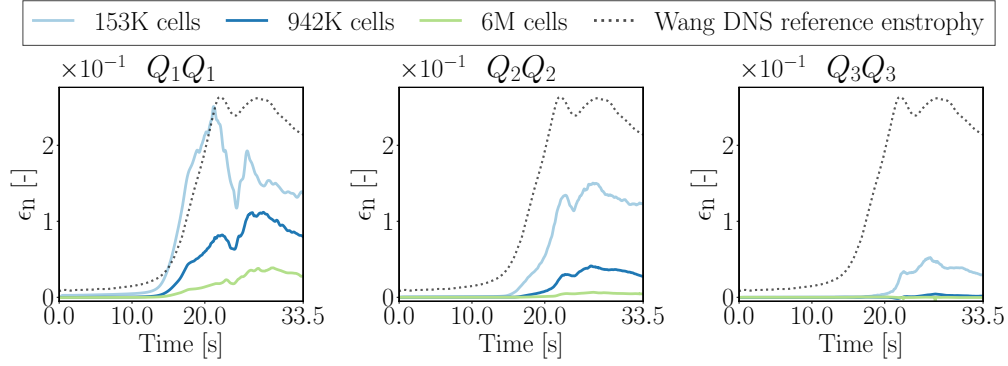 153K cells 942K cells 6M cells Wang DNS reference enstrophy
×10⁻¹ Q₁Q₁ ×10⁻¹ Q₂Q₂ ×10⁻¹ Q₃Q₃
2 2 2
ϵₙ [-] ϵₙ [-] ϵₙ [-]
1 1 1
0 0 0
0.0 10.0 20.0 33.5 0.0 10.0 20.0 33.5 0.0 10.0 20.0 33.5
Time [s] Time [s] Time [s]